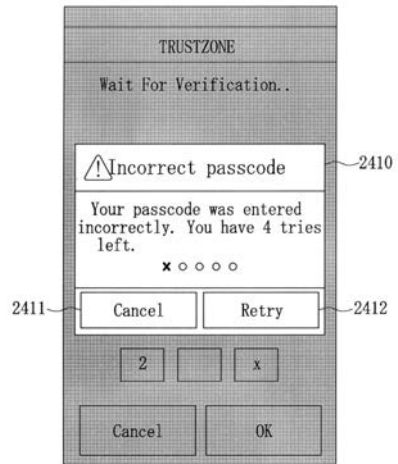 TRUSTZONE
Wait For Verification..
Incorrect passcode
2410
Your passcode was entered
incorrectly. You have 4 tries
left.
x o o o o
2411
Cancel
Retry
2412
2
x
Cancel
OK